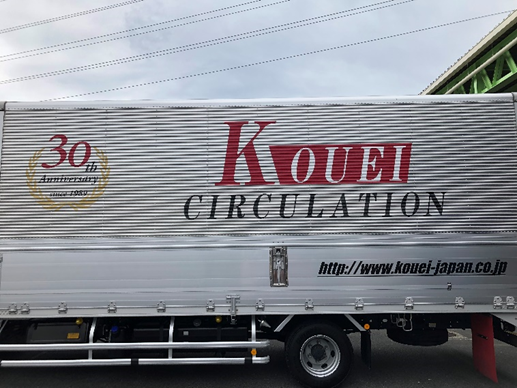 30th
Anniversary
since 1989
KOUEI
CIRCULATION
http://www.kouei-japan.co.jp